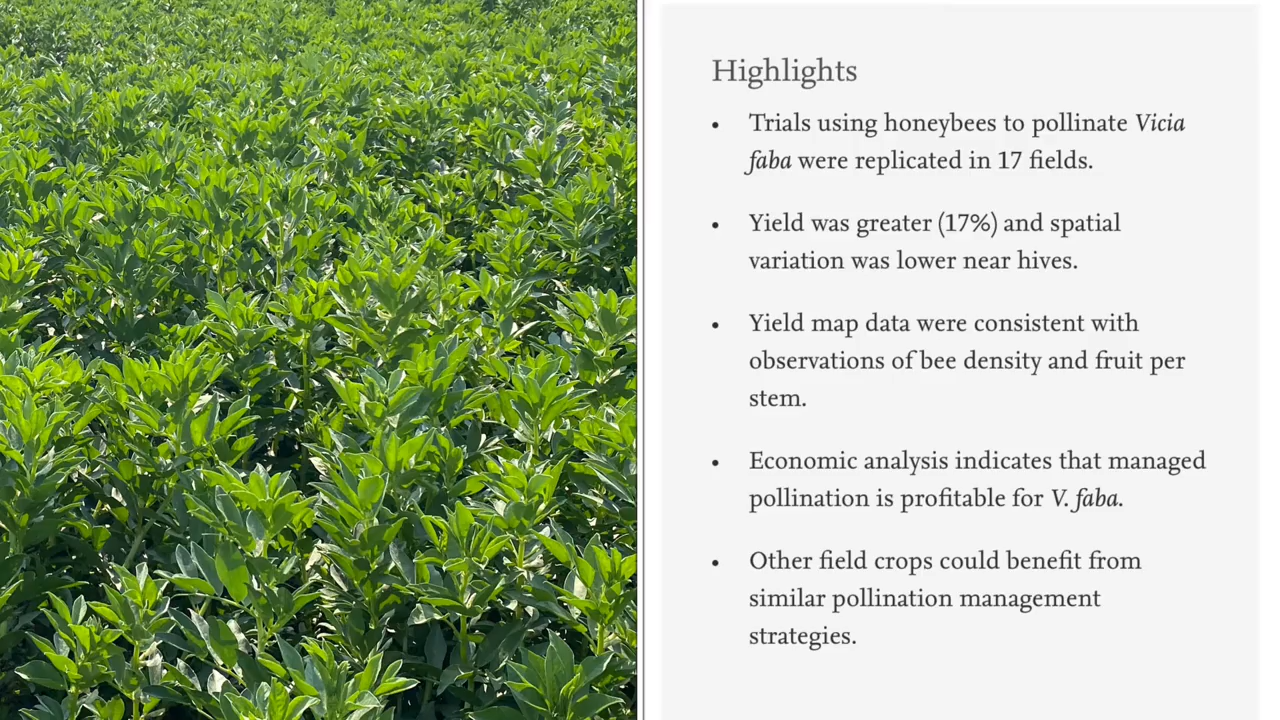 Highlights
• Trials using honeybees to pollinate Vicia
faba were replicated in 17 fields.
• Yield was greater (17%) and spatial
variation was lower near hives.
• Yield map data were consistent with
observations of bee density and fruit per
stem.
• Economic analysis indicates that managed
pollination is profitable for V. faba.
• Other field crops could benefit from
similar pollination management
strategies.